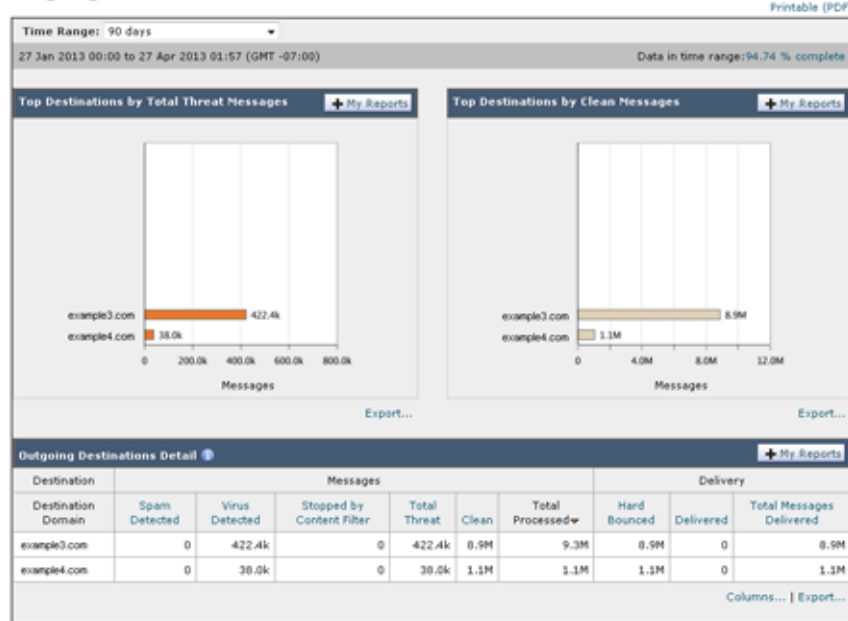 Printable (PDF
Time Range: 90 days
27 Jan 2013 00:00 to 27 Apr 2013 01:57 (GMT -07:00) Data in time range:94.74 % complete
Top Destinations by Total Threat Messages + My Reports
example3.com 422.4k
example4.com 38.0k
0 200.0k 400.0k 600.0k 800.0k
Messages
Export...
Top Destinations by Clean Messages + My Reports
example3.com 8.9M
example4.com 1.1M
0 4.0M 8.0M 12.0M
Messages
Export...
Outgoing Destinations Detail + My Reports
Destination Messages Delivery
Destination Domain Spam Detected Virus Detected Stopped by Content Filter Total Threat Clean Total Processed Hard Bounced Delivered Total Messages Delivered
example3.com 0 422.4k 0 422.4k 8.9M 9.3M 8.9M 0 8.9M
example4.com 0 38.0k 0 38.0k 1.1M 1.1M 1.1M 0 1.1M
Columns... | Export...